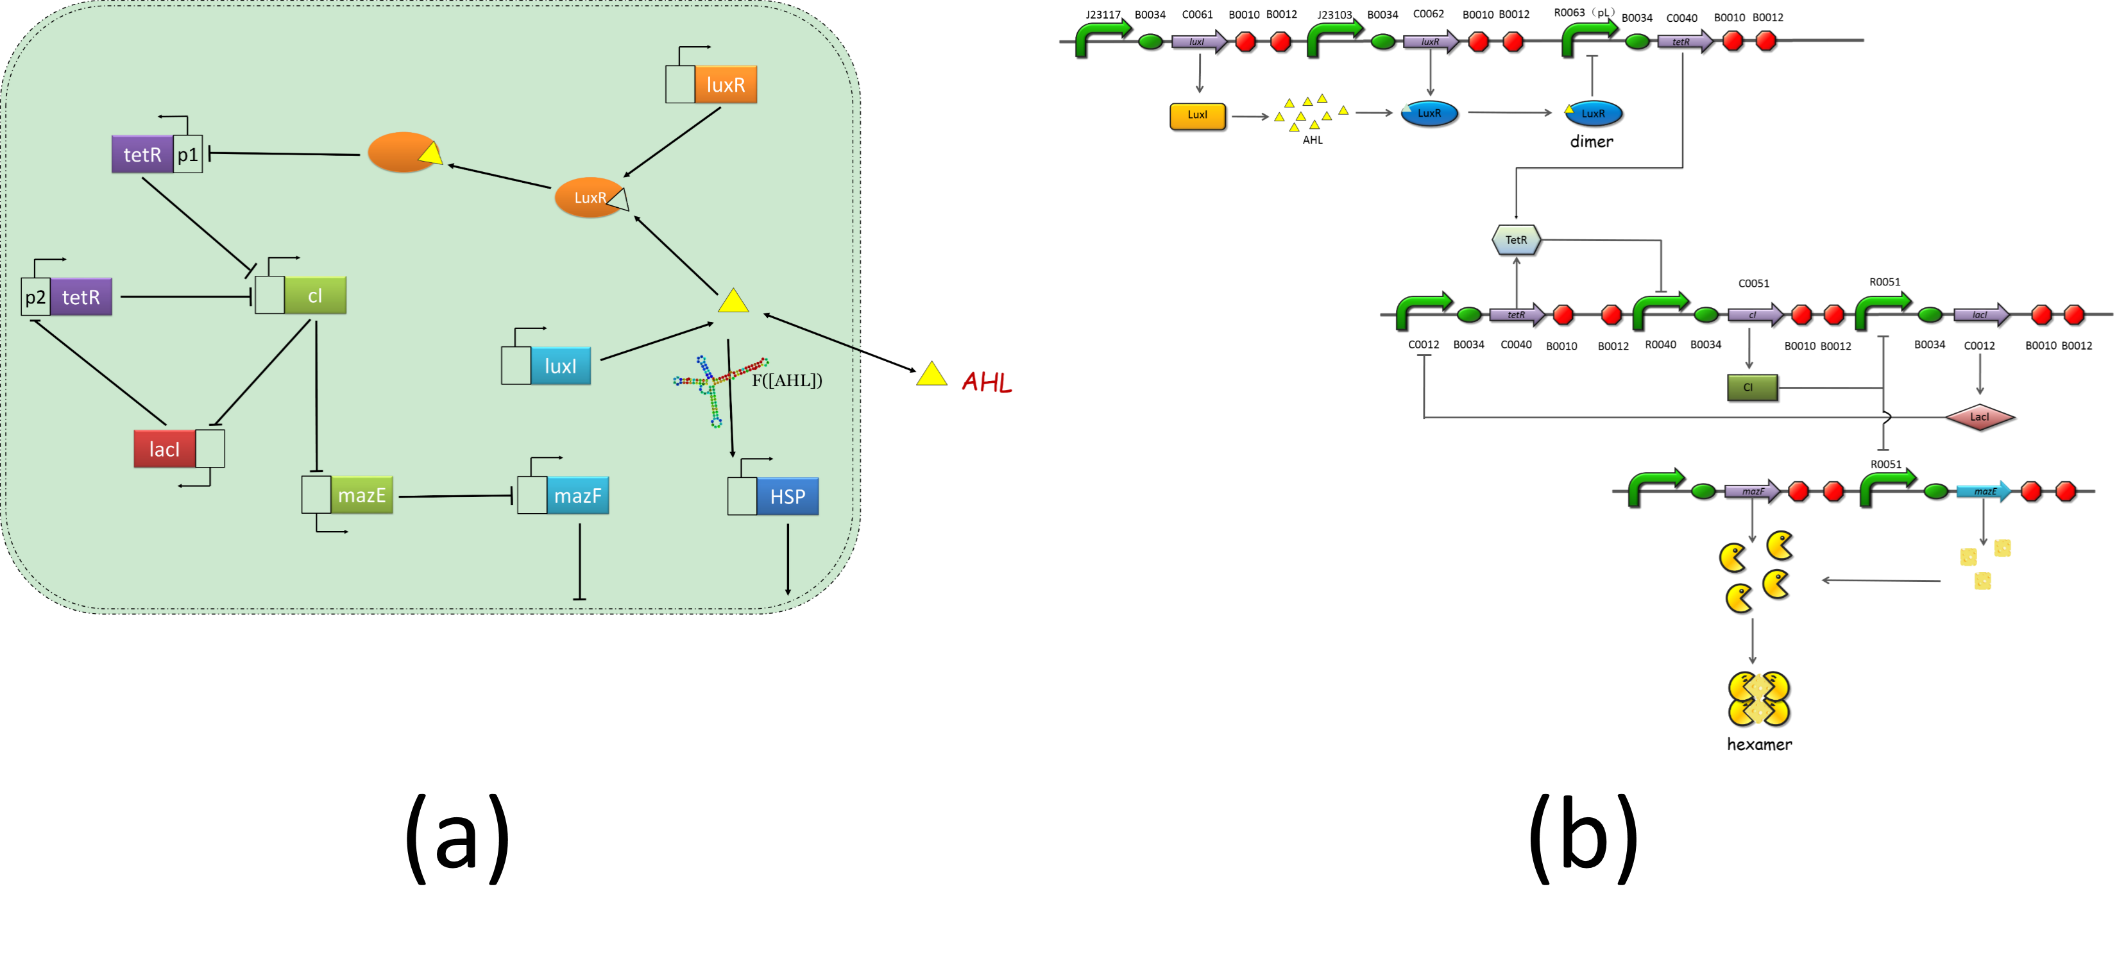 luxR
tetR p1
LuxR
p2 tetR
cI
luxI
F([AHL])
AHL
lacI
mazE
mazF
HSP
(a)
J23117 B0034 C0061 B0010 B0012 J23103 B0034 C0062 B0010 B0012 R0063（pL） B0034 C0040 B0010 B0012
luxI luxR tetR
LuxI
AHL
LuxR
LuxR
dimer
TetR
C0051 R0051
tetR cI lacI
C0012 B0034 C0040 B0010 B0012 R0040 B0034 B0010 B0012 B0034 C0012 B0010 B0012
CI
LacI
R0051
mazF mazE
hexamer
(b)